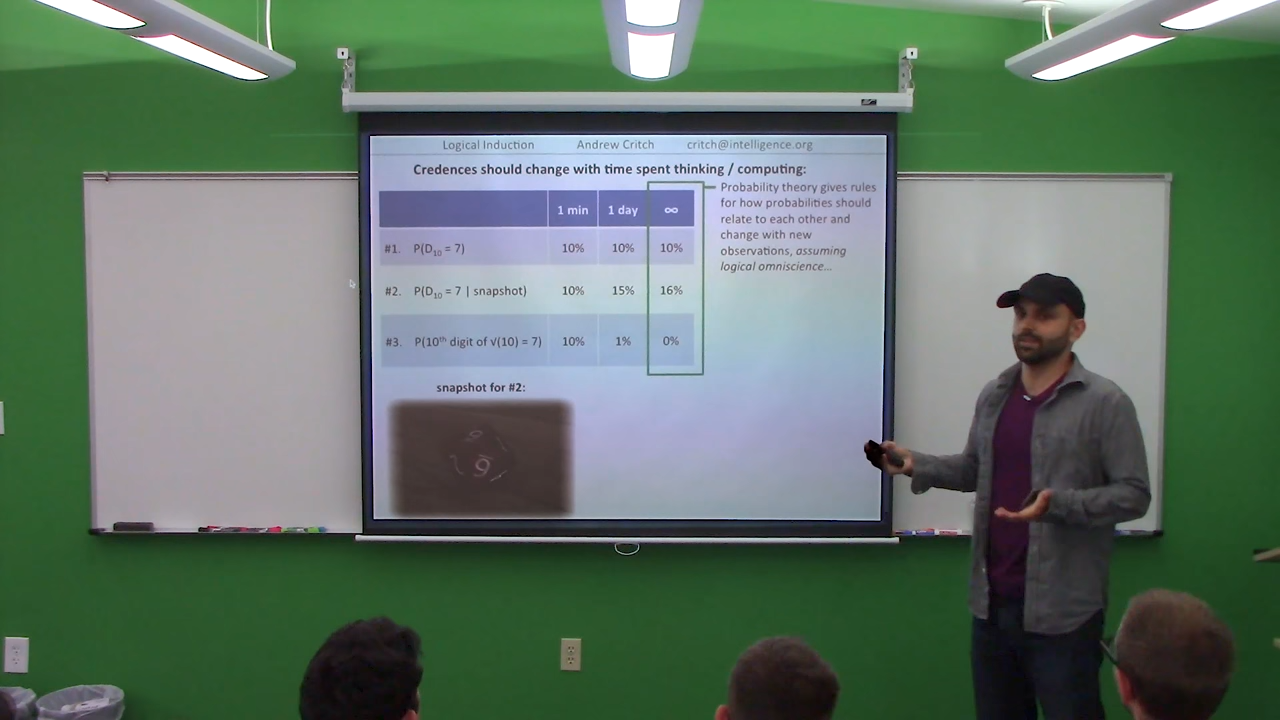 Logical Induction Andrew Critch critch@intelligence.org
Credences should change with time spent thinking / computing:
1 min 1 day ∞
#1. P(D₁₀ = 7) 10% 10% 10%
#2. P(D₁₀ = 7 | snapshot) 10% 15% 16%
#3. P(10ᵗʰ digit of √(10) = 7) 10% 1% 0%
Probability theory gives rules
for how probabilities should
relate to each other and
change with new
observations, assuming
logical omniscience...
snapshot for #2:
9
6